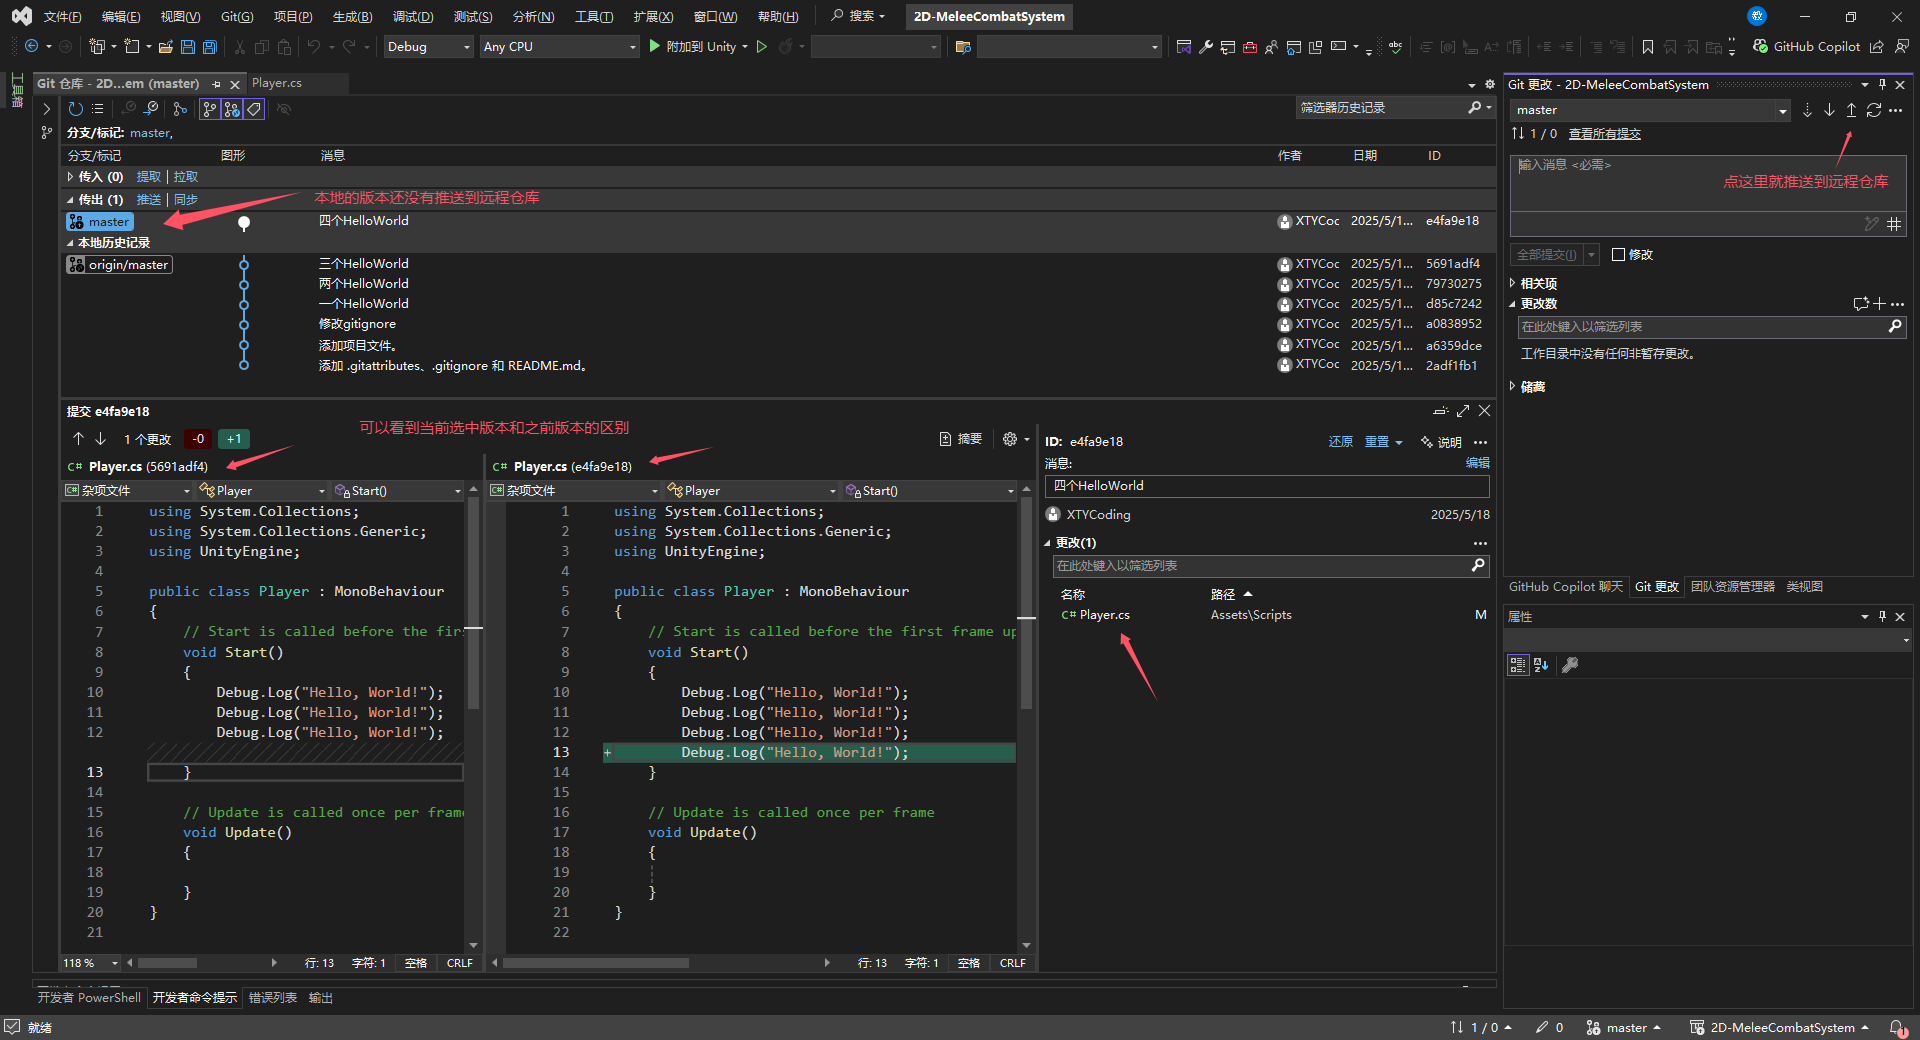 文件(F) 编辑(E) 视图(V) Git(G) 项目(P) 生成(B) 调试(D) 测试(S) 分析(N) 工具(T) 扩展(X) 窗口(W) 帮助(H) 搜索 2D-MeleeCombatSystem
Debug Any CPU 附加到 Unity GitHub Copilot
工具箱
Git 仓库 - 2D...em (master) Player.cs
筛选器历史记录
分支/标记: master,
分支/标记 图形 消息 作者 日期 ID
传入 (0) 提取 | 拉取
传出 (1) 推送 | 同步 本地的版本还没有推送到远程仓库
master 四个HelloWorld XTYCoc 2025/5/1... e4fa9e18
本地历史记录
origin/master 三个HelloWorld XTYCoc 2025/5/1... 5691adf4
两个HelloWorld XTYCoc 2025/5/1... 79730275
一个HelloWorld XTYCoc 2025/5/1... d85c7242
修改gitignore XTYCoc 2025/5/1... a0838952
添加项目文件。 XTYCoc 2025/5/1... a6359dce
添加 .gitattributes、.gitignore 和 README.md。 XTYCoc 2025/5/1... 2adf1fb1
提交 e4fa9e18
1 个更改 -0 +1 可以看到当前选中版本和之前版本的区别 摘要
C# Player.cs (5691adf4)
杂项文件 Player Start()
1 using System.Collections;
2 using System.Collections.Generic;
3 using UnityEngine;
4
5 public class Player : MonoBehaviour
6 {
7 // Start is called before the firs
8 void Start()
9 {
10 Debug.Log("Hello, World!");
11 Debug.Log("Hello, World!");
12 Debug.Log("Hello, World!");
13 }
14
15 // Update is called once per frame
16 void Update()
17 {
18
19 }
20 }
21
118 % 行: 13 字符: 1 空格 CRLF
C# Player.cs (e4fa9e18)
杂项文件 Player Start()
1 using System.Collections;
2 using System.Collections.Generic;
3 using UnityEngine;
4
5 public class Player : MonoBehaviour
6 {
7 // Start is called before the first frame up
8 void Start()
9 {
10 Debug.Log("Hello, World!");
11 Debug.Log("Hello, World!");
12 Debug.Log("Hello, World!");
13 + Debug.Log("Hello, World!");
14 }
15
16 // Update is called once per frame
17 void Update()
18 {
19
20 }
21 }
22
行: 13 字符: 1 空格 CRLF
ID: e4fa9e18 还原 重置 说明
消息: 编辑
四个HelloWorld
XTYCoding 2025/5/18
更改(1)
在此处键入以筛选列表
名称 路径
C# Player.cs Assets\Scripts M
Git 更改 - 2D-MeleeCombatSystem
master
1 / 0 查看所有提交
输入消息 <必需>
点这里就推送到远程仓库
全部提交(I) 修改
相关项
更改数
在此处键入以筛选列表
工作目录中没有任何非暂存更改。
储藏
GitHub Copilot 聊天 Git 更改 团队资源管理器 类视图
属性
开发者 PowerShell 开发者命令提示 错误列表 输出
就绪 1 / 0 0 master 2D-MeleeCombatSystem 1